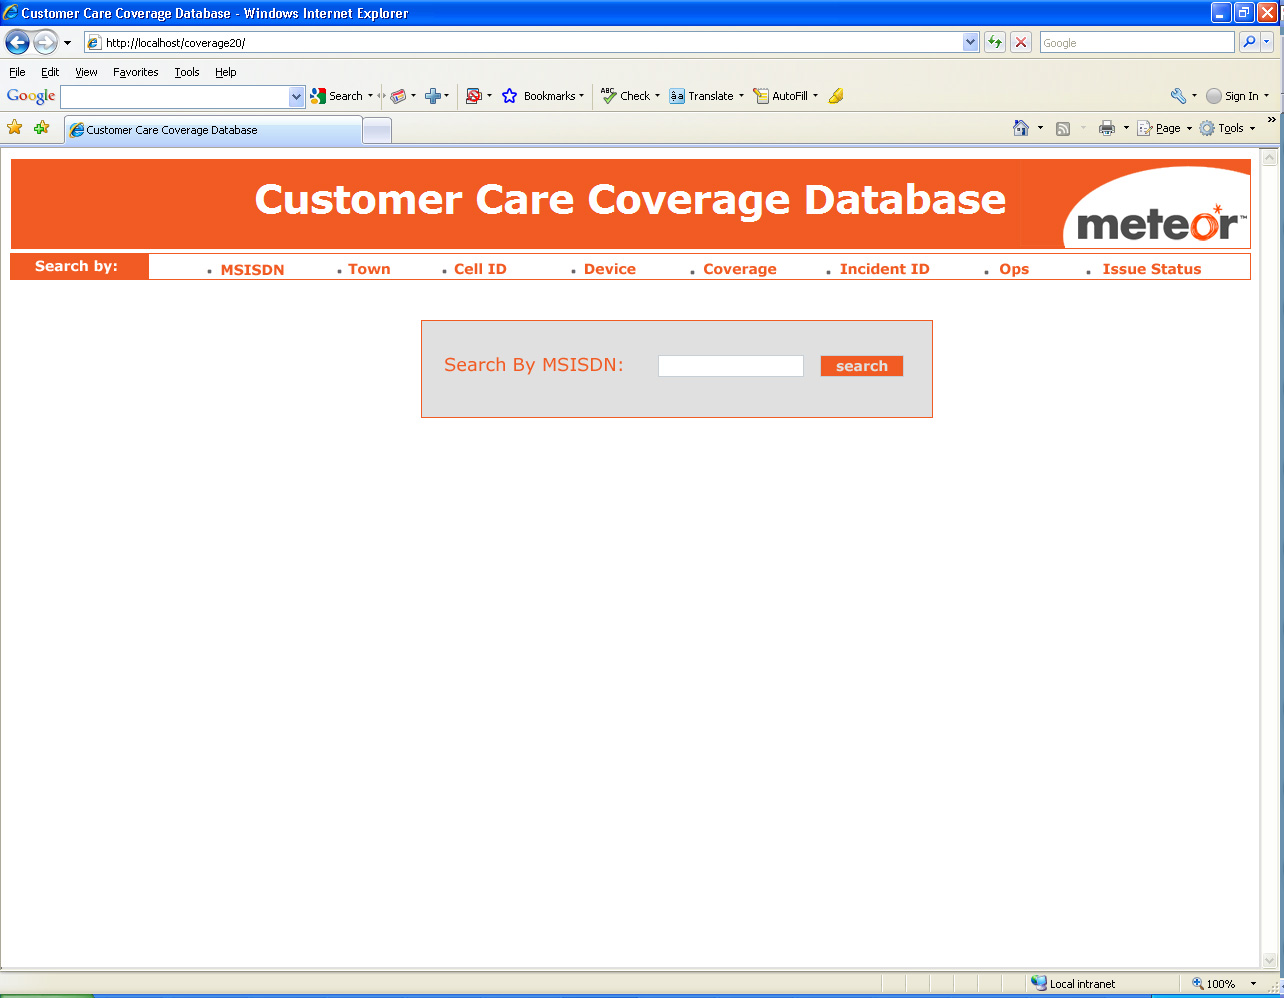 Customer Care Coverage Database - Windows Internet Explorer
http://localhost/coverage20/
Google
File Edit View Favorites Tools Help
Google Search Bookmarks ABC Check aa Translate AutoFill Sign In
Customer Care Coverage Database Page Tools
Customer Care Coverage Database
meteor™
Search by: MSISDN Town Cell ID Device Coverage Incident ID Ops Issue Status
Search By MSISDN: search
Local intranet 100%